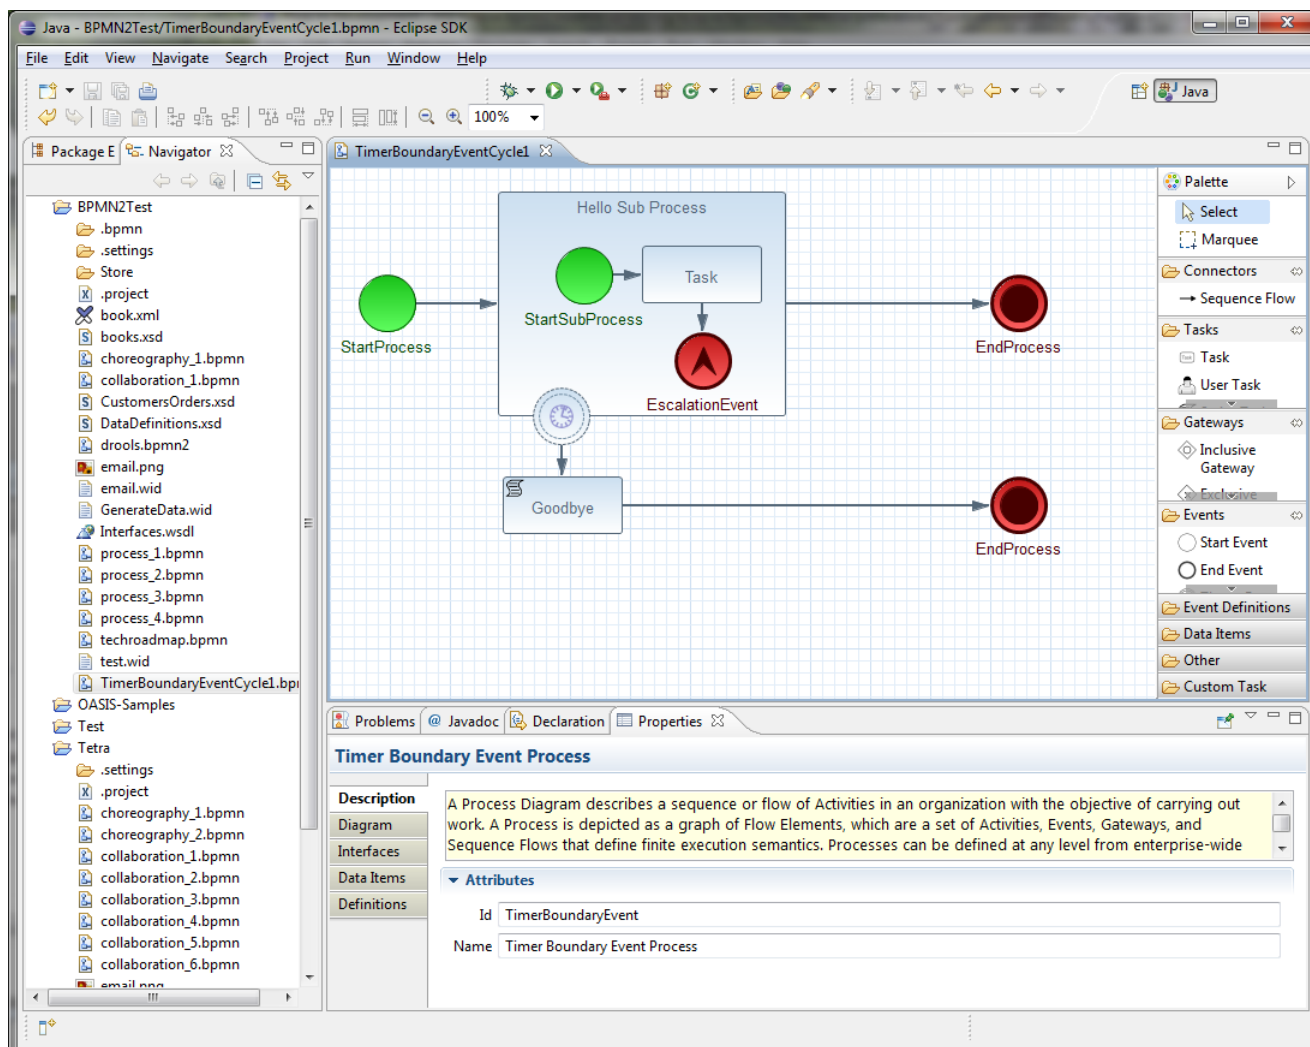 Java - BPMN2Test/TimerBoundaryEventCycle1.bpmn - Eclipse SDK
File Edit View Navigate Search Project Run Window Help
Java
100%
Package E Navigator
BPMN2Test
.bpmn
.settings
Store
.project
book.xml
books.xsd
choreography_1.bpmn
collaboration_1.bpmn
CustomersOrders.xsd
DataDefinitions.xsd
drools.bpmn2
email.png
email.wid
GenerateData.wid
Interfaces.wsdl
process_1.bpmn
process_2.bpmn
process_3.bpmn
process_4.bpmn
techroadmap.bpmn
test.wid
TimerBoundaryEventCycle1.bpi
OASIS-Samples
Test
Tetra
.settings
.project
choreography_1.bpmn
choreography_2.bpmn
collaboration_1.bpmn
collaboration_2.bpmn
collaboration_3.bpmn
collaboration_4.bpmn
collaboration_5.bpmn
collaboration_6.bpmn
email.png
TimerBoundaryEventCycle1
Hello Sub Process
Task
StartSubProcess
StartProcess
EndProcess
EscalationEvent
Goodbye
EndProcess
Palette
Select
Marquee
Connectors
Sequence Flow
Tasks
Task
User Task
Gateways
Inclusive
Gateway
Exclusive
Events
Start Event
End Event
Event Definitions
Data Items
Other
Custom Task
Problems @ Javadoc Declaration Properties
Timer Boundary Event Process
Description
Diagram
Interfaces
Data Items
Definitions
A Process Diagram describes a sequence or flow of Activities in an organization with the objective of carrying out
work. A Process is depicted as a graph of Flow Elements, which are a set of Activities, Events, Gateways, and
Sequence Flows that define finite execution semantics. Processes can be defined at any level from enterprise-wide
Attributes
Id TimerBoundaryEvent
Name Timer Boundary Event Process